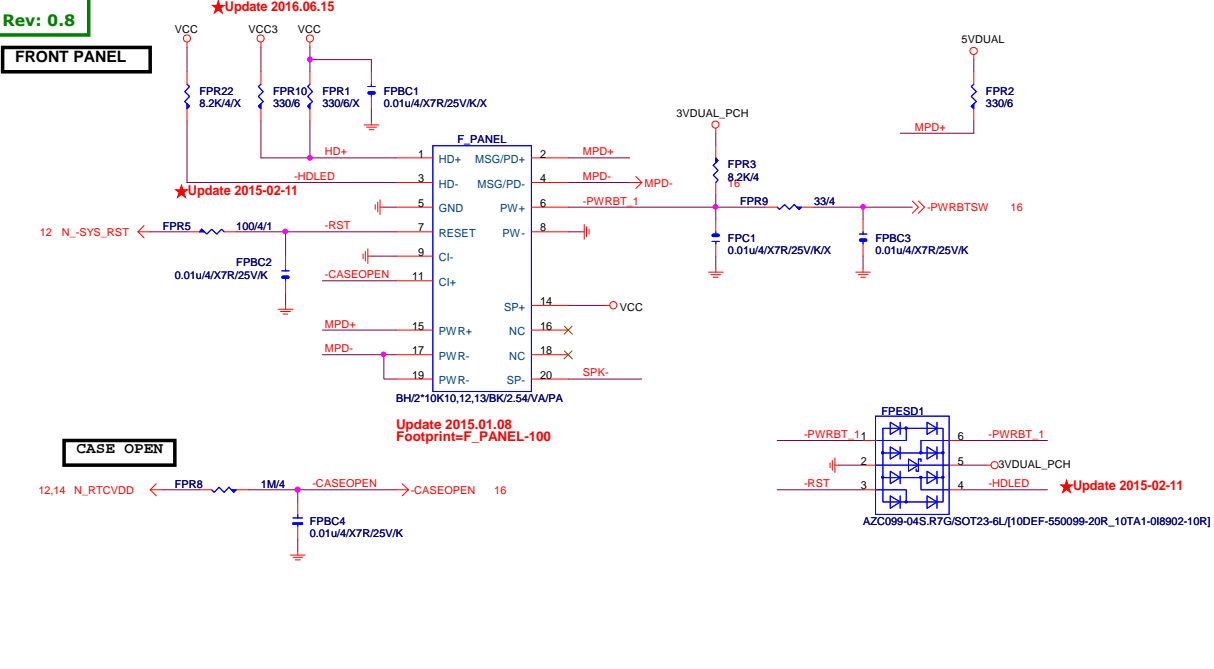 ★Update 2016.06.15
Rev: 0.8
FRONT PANEL
VCC
VCC3
VCC
5VDUAL
FPR22
8.2K/4/X
FPR10
330/6
FPR1
330/6/X
FPBC1
0.01u/4/X7R/25V/K/X
FPR2
330/6
MPD+
3VDUAL_PCH
FPR3
8.2K/4
F_PANEL
HD+
1
HD+
MSG/PD+
2
MPD+
-HDLED
3
HD-
MSG/PD-
4
MPD-
MPD-
16
★Update 2015-02-11
5
GND
PW+
6
-PWRBT_1
FPR9
33/4
-PWRBTSW
16
12
N_-SYS_RST
FPR5
100/4/1
-RST
7
RESET
PW-
8
FPC1
0.01u/4/X7R/25V/K/X
FPBC3
0.01u/4/X7R/25V/K
FPBC2
0.01u/4/X7R/25V/K
9
CI-
-CASEOPEN
11
CI+
SP+
14
VCC
MPD+
15
PWR+
NC
16
MPD-
17
PWR-
NC
18
19
PWR-
SP-
20
SPK-
BH/2*10K10,12,13/BK/2.54/VA/PA
Update 2015.01.08
Footprint=F_PANEL-100
CASE OPEN
12,14
N_RTCVDD
FPR8
1M/4
-CASEOPEN
-CASEOPEN
16
FPBC4
0.01u/4/X7R/25V/K
FPESD1
-PWRBT_1
1
6
-PWRBT_1
2
5
3VDUAL_PCH
-RST
3
4
-HDLED
★Update 2015-02-11
AZC099-04S.R7G/SOT23-6L/[10DEF-550099-20R_10TA1-0I8902-10R]